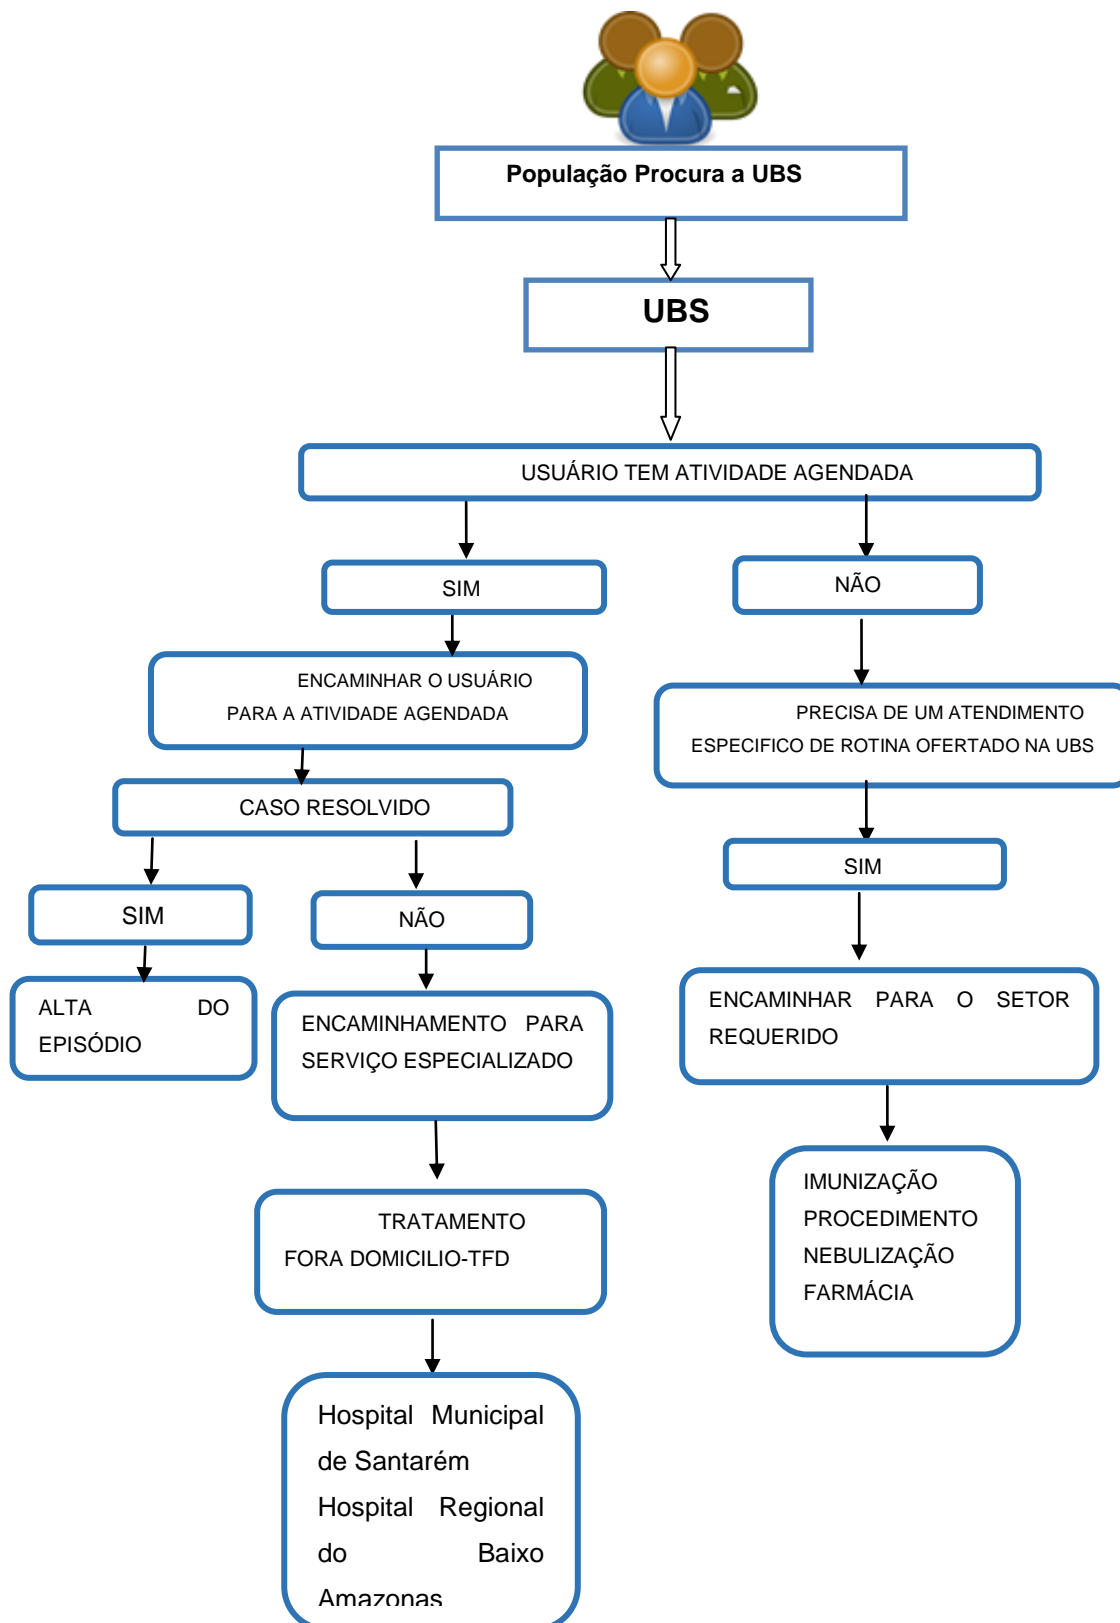 População Procura a UBS
UBS
USUÁRIO TEM ATIVIDADE AGENDADA
SIM
NÃO
ENCAMINHAR O USUÁRIO
PARA A ATIVIDADE AGENDADA
PRECISA DE UM ATENDIMENTO
ESPECIFICO DE ROTINA OFERTADO NA UBS
CASO RESOLVIDO
SIM
SIM
NÃO
ALTA DO
EPISÓDIO
ENCAMINHAMENTO PARA
SERVIÇO ESPECIALIZADO
ENCAMINHAR PARA O SETOR
REQUERIDO
TRATAMENTO
FORA DOMICILIO-TFD
IMUNIZAÇÃO
PROCEDIMENTO
NEBULIZAÇÃO
FARMÁCIA
Hospital Municipal
de Santarém
Hospital Regional
do Baixo
Amazonas